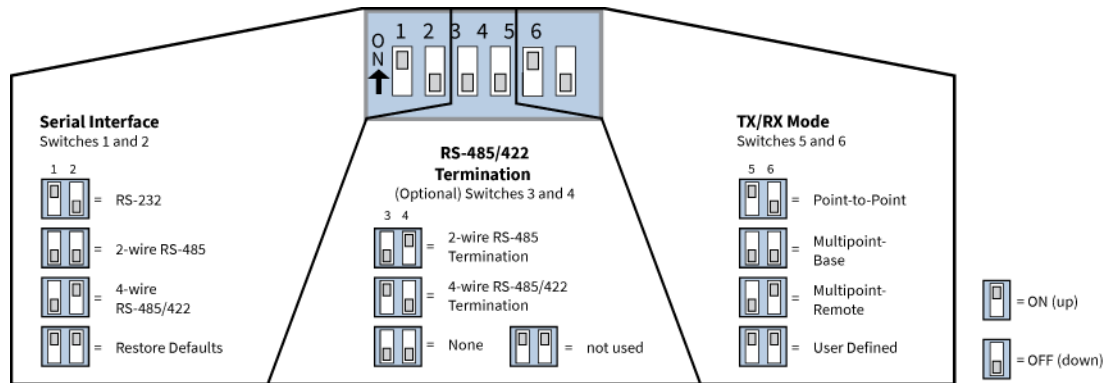 ON
1 2 3 4 5 6
Serial Interface
Switches 1 and 2
1 2
= RS-232
= 2-wire RS-485
= 4-wire
RS-485/422
= Restore Defaults
RS-485/422
Termination
(Optional) Switches 3 and 4
3 4
= 2-wire RS-485
Termination
= 4-wire RS-485/422
Termination
= None
= not used
TX/RX Mode
Switches 5 and 6
5 6
= Point-to-Point
= Multipoint-
Base
= Multipoint-
Remote
= User Defined
= ON (up)
= OFF (down)